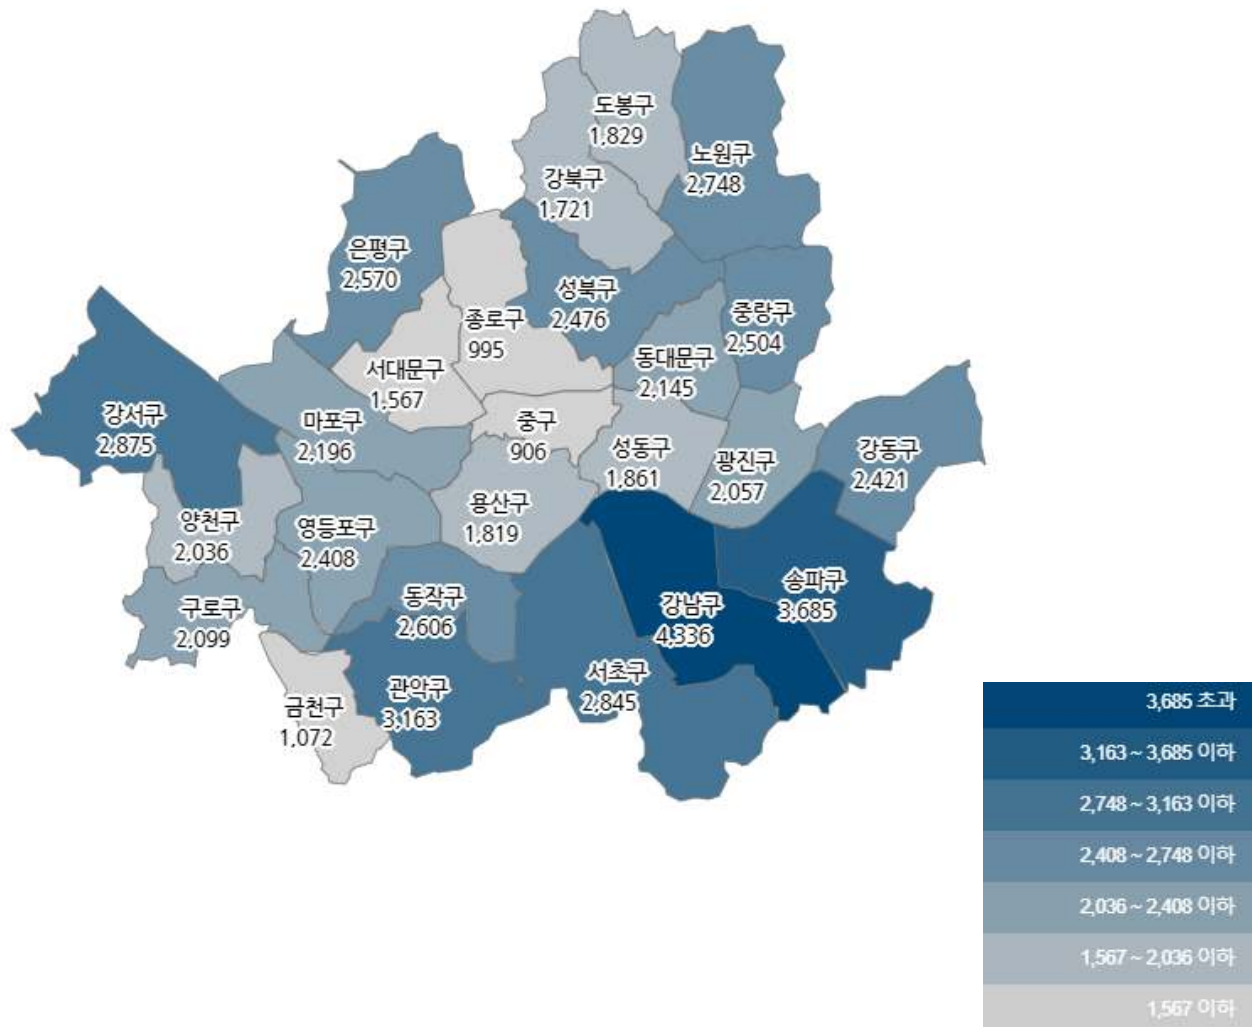 도봉구
1,829
노원구
2,748
강북구
1,721
은평구
2,570
성북구
2,476
중랑구
2,504
종로구
995
동대문구
2,145
서대문구
1,567
강서구
2,875
마포구
2,196
중구
906
성동구
1,861
광진구
2,057
강동구
2,421
양천구
2,036
영등포구
2,408
용산구
1,819
구로구
2,099
동작구
2,606
강남구
4,336
송파구
3,685
금천구
1,072
관악구
3,163
서초구
2,845
3,685 초과
3,163 ~ 3,685 이하
2,748 ~ 3,163 이하
2,408 ~ 2,748 이하
2,036 ~ 2,408 이하
1,567 ~ 2,036 이하
1,567 이하